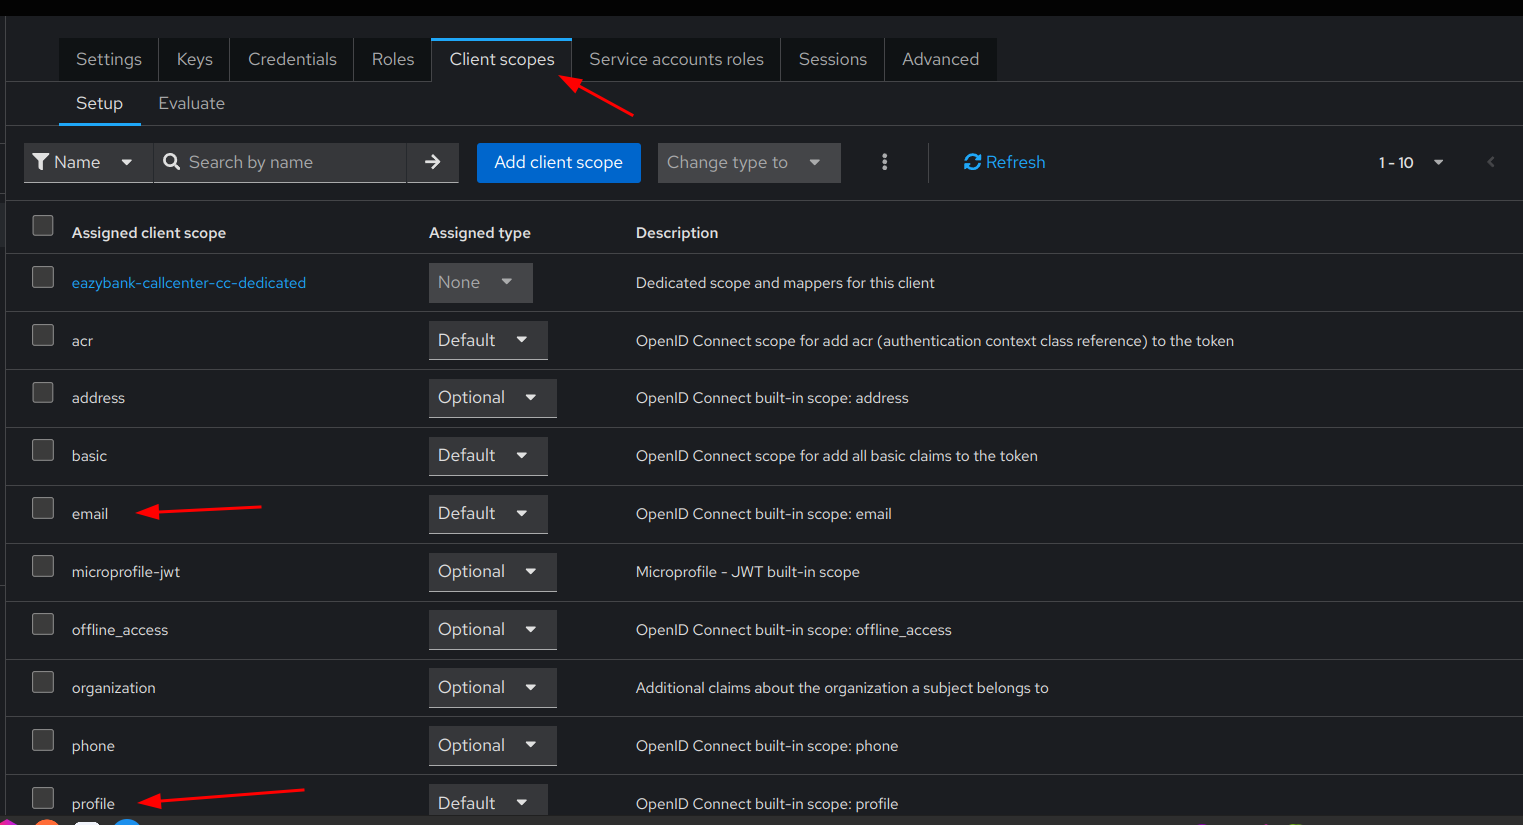 Settings Keys Credentials Roles Client scopes Service accounts roles Sessions Advanced
Setup Evaluate
Name Search by name Add client scope Change type to Refresh 1 - 10
Assigned client scope Assigned type Description
eazybank-callcenter-cc-dedicated None Dedicated scope and mappers for this client
acr Default OpenID Connect scope for add acr (authentication context class reference) to the token
address Optional OpenID Connect built-in scope: address
basic Default OpenID Connect scope for add all basic claims to the token
email Default OpenID Connect built-in scope: email
microprofile-jwt Optional Microprofile - JWT built-in scope
offline_access Optional OpenID Connect built-in scope: offline_access
organization Optional Additional claims about the organization a subject belongs to
phone Optional OpenID Connect built-in scope: phone
profile Default OpenID Connect built-in scope: profile